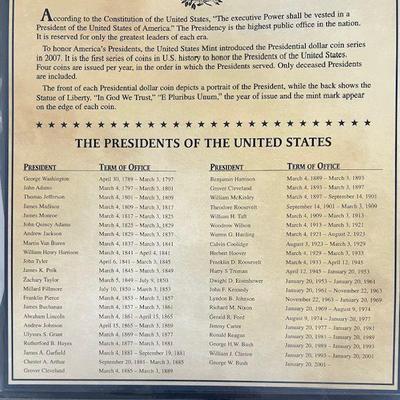 According to the Constitution of the United States, "The executive Power shall be vested in a
President of the United States of America." The Presidency is the highest public office in the nation.
It is reserved for only the greatest leaders of each era.
To honor America's Presidents, the United States Mint introduced the Presidential dollar coin series
in 2007. It is the first series of coins in U.S. history to honor the Presidents of the United States.
Four coins are issued per year, in the order in which the Presidents served. Only deceased Presidents
are included.
The front of each Presidential dollar coin depicts a portrait of the President, while the back shows the
Statue of Liberty. "In God We Trust," "E Pluribus Unum," the year of issue and the mint mark appear
on the edge of each coin.
THE PRESIDENTS OF THE UNITED STATES
PRESIDENT TERM OF OFFICE
George Washington April 30, 1789 – March 3, 1797
John Adams March 4, 1797 – March 3, 1801
Thomas Jefferson March 4, 1801 – March 3, 1809
James Madison March 4, 1809 – March 3, 1817
James Monroe March 4, 1817 – March 3, 1825
John Quincy Adams March 4, 1825 – March 3, 1829
Andrew Jackson March 4, 1829 – March 3, 1837
Martin Van Buren March 4, 1837 – March 3, 1841
William Henry Harrison March 4, 1841 – April 4, 1841
John Tyler April 6, 1841 – March 3, 1845
James K. Polk March 4, 1845 – March 3, 1849
Zachary Taylor March 5, 1849 – July 9, 1850
Millard Fillmore July 10, 1850 – March 3, 1853
Franklin Pierce March 4, 1853 – March 3, 1857
James Buchanan March 4, 1857 – March 3, 1861
Abraham Lincoln March 4, 1861 – April 15, 1865
Andrew Johnson April 15, 1865 – March 3, 1869
Ulysses S. Grant March 4, 1869 – March 3, 1877
Rutherford B. Hayes March 4, 1877 – March 3, 1881
James A. Garfield March 4, 1881 – September 19, 1881
Chester A. Arthur September 20, 1881 – March 3, 1885
Grover Cleveland March 4, 1885 – March 3, 1889
PRESIDENT TERM OF OFFICE
Benjamin Harrison March 4, 1889 – March 3, 1893
Grover Cleveland March 4, 1893 – March 3, 1897
William McKinley March 4, 1897 – September 14, 1901
Theodore Roosevelt September 14, 1901 – March 3, 1909
William H. Taft March 4, 1909 – March 3, 1913
Woodrow Wilson March 4, 1913 – March 3, 1921
Warren G. Harding March 4, 1921 – August 2, 1923
Calvin Coolidge August 3, 1923 – March 3, 1929
Herbert Hoover March 4, 1929 – March 3, 1933
Franklin D. Roosevelt March 4, 1933 – April 12, 1945
Harry S Truman April 12, 1945 – January 20, 1953
Dwight D. Eisenhower January 20, 1953 – January 20, 1961
John F. Kennedy January 20, 1961 – November 22, 1963
Lyndon B. Johnson November 22, 1963 – January 20, 1969
Richard M. Nixon January 20, 1969 – August 9, 1974
Gerald R. Ford August 9, 1974 – January 20, 1977
Jimmy Carter January 20, 1977 – January 20, 1981
Ronald Reagan January 20, 1981 – January 20, 1989
George H.W. Bush January 20, 1989 – January 20, 1993
William J. Clinton January 20, 1993 – January 20, 2001
George W. Bush January 20, 2001 –